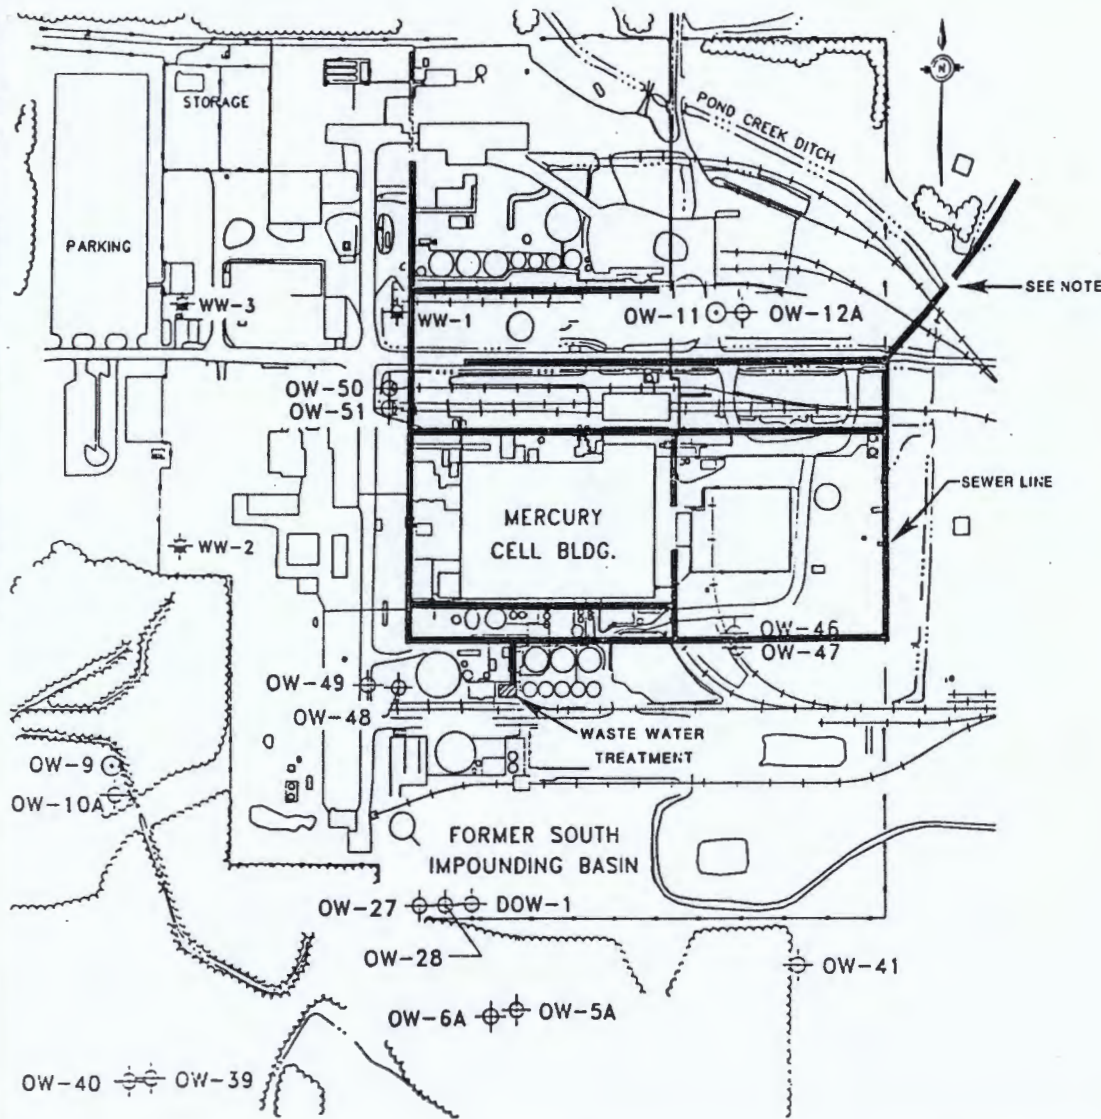 STORAGE
POND CREEK DITCH
N
PARKING
SEE NOTE
WW-3
WW-1
OW-11
OW-12A
OW-50
OW-51
SEWER LINE
MERCURY
CELL BLDG.
WW-2
OW-46
OW-47
OW-49
OW-48
WASTE WATER
TREATMENT
OW-9
OW-10A
FORMER SOUTH
IMPOUNDING BASIN
OW-27
DOW-1
OW-28
OW-41
OW-6A
OW-5A
OW-40
OW-39